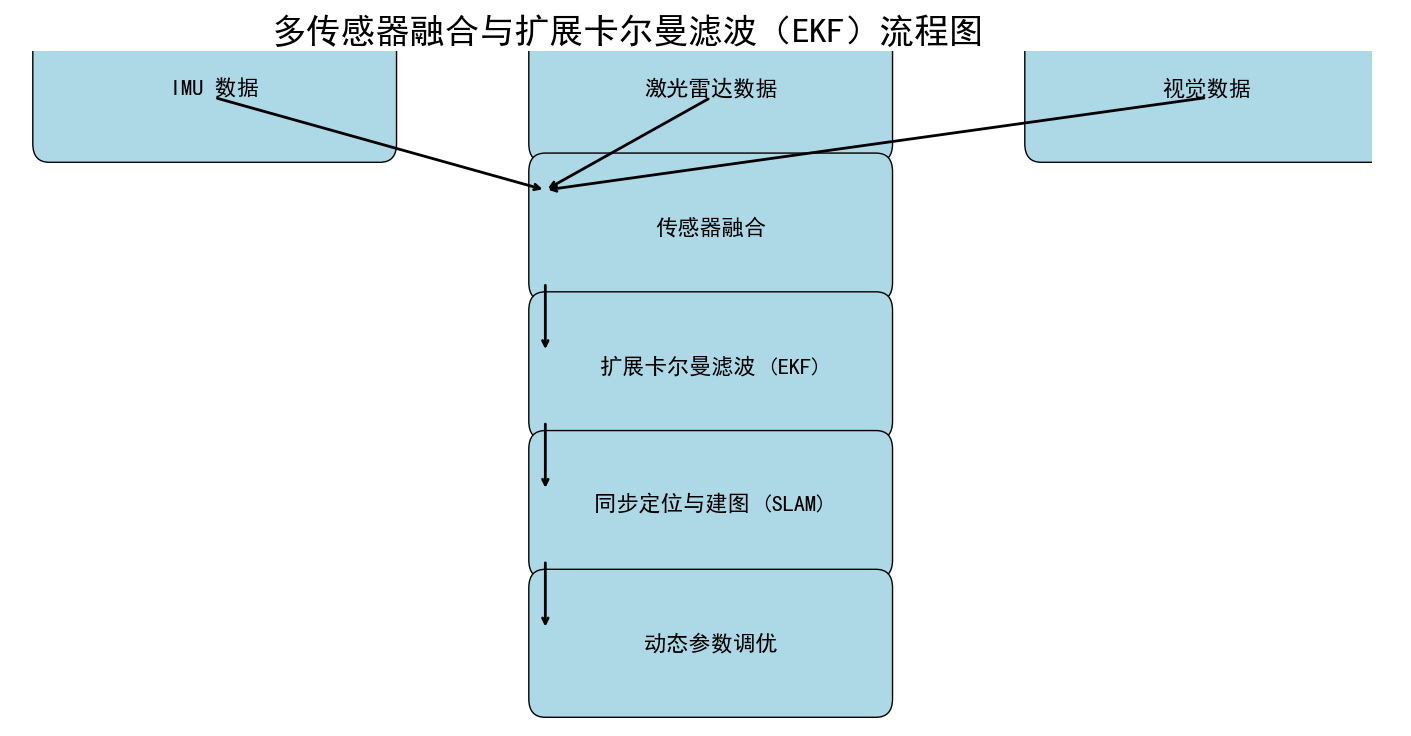 多传感器融合与扩展卡尔曼滤波（EKF）流程图
IMU 数据
激光雷达数据
视觉数据
传感器融合
扩展卡尔曼滤波（EKF）
同步定位与建图（SLAM）
动态参数调优